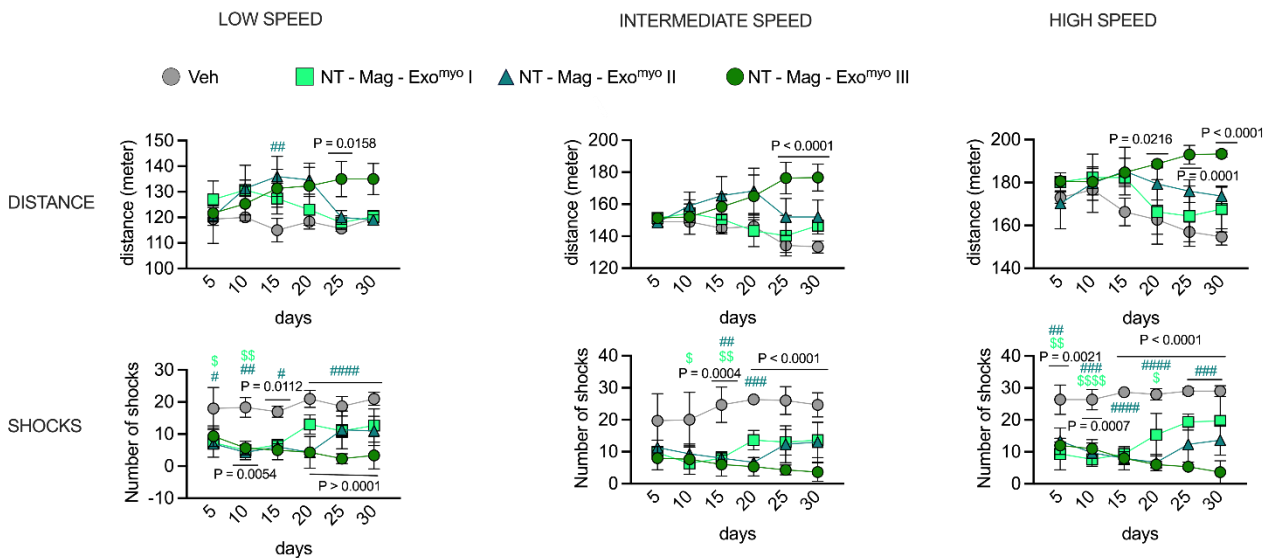 LOW SPEED
INTERMEDIATE SPEED
HIGH SPEED
Veh
NT - Mag - Exoᵐʸᵒ I
NT - Mag - Exoᵐʸᵒ II
NT - Mag - Exoᵐʸᵒ III
DISTANCE
distance (meter)
150
140
130
120
110
100
##
P = 0.0158
5
10
15
20
25
30
days
distance (meter)
200
180
160
140
120
P < 0.0001
5
10
15
20
25
30
days
distance (meter)
200
180
160
140
P = 0.0216
P < 0.0001
P = 0.0001
5
10
15
20
25
30
days
SHOCKS
Number of shocks
30
20
10
0
-10
$
#
$$
##
P = 0.0112
#
####
P = 0.0054
P > 0.0001
5
10
15
20
25
30
days
Number of shocks
40
30
20
10
0
$
##
$$
P = 0.0004
P < 0.0001
###
5
10
15
20
25
30
days
Number of shocks
40
30
20
10
0
##
$$
P = 0.0021
###
$$$$
P < 0.0001
####
$
###
####
P = 0.0007
5
10
15
20
25
30
days